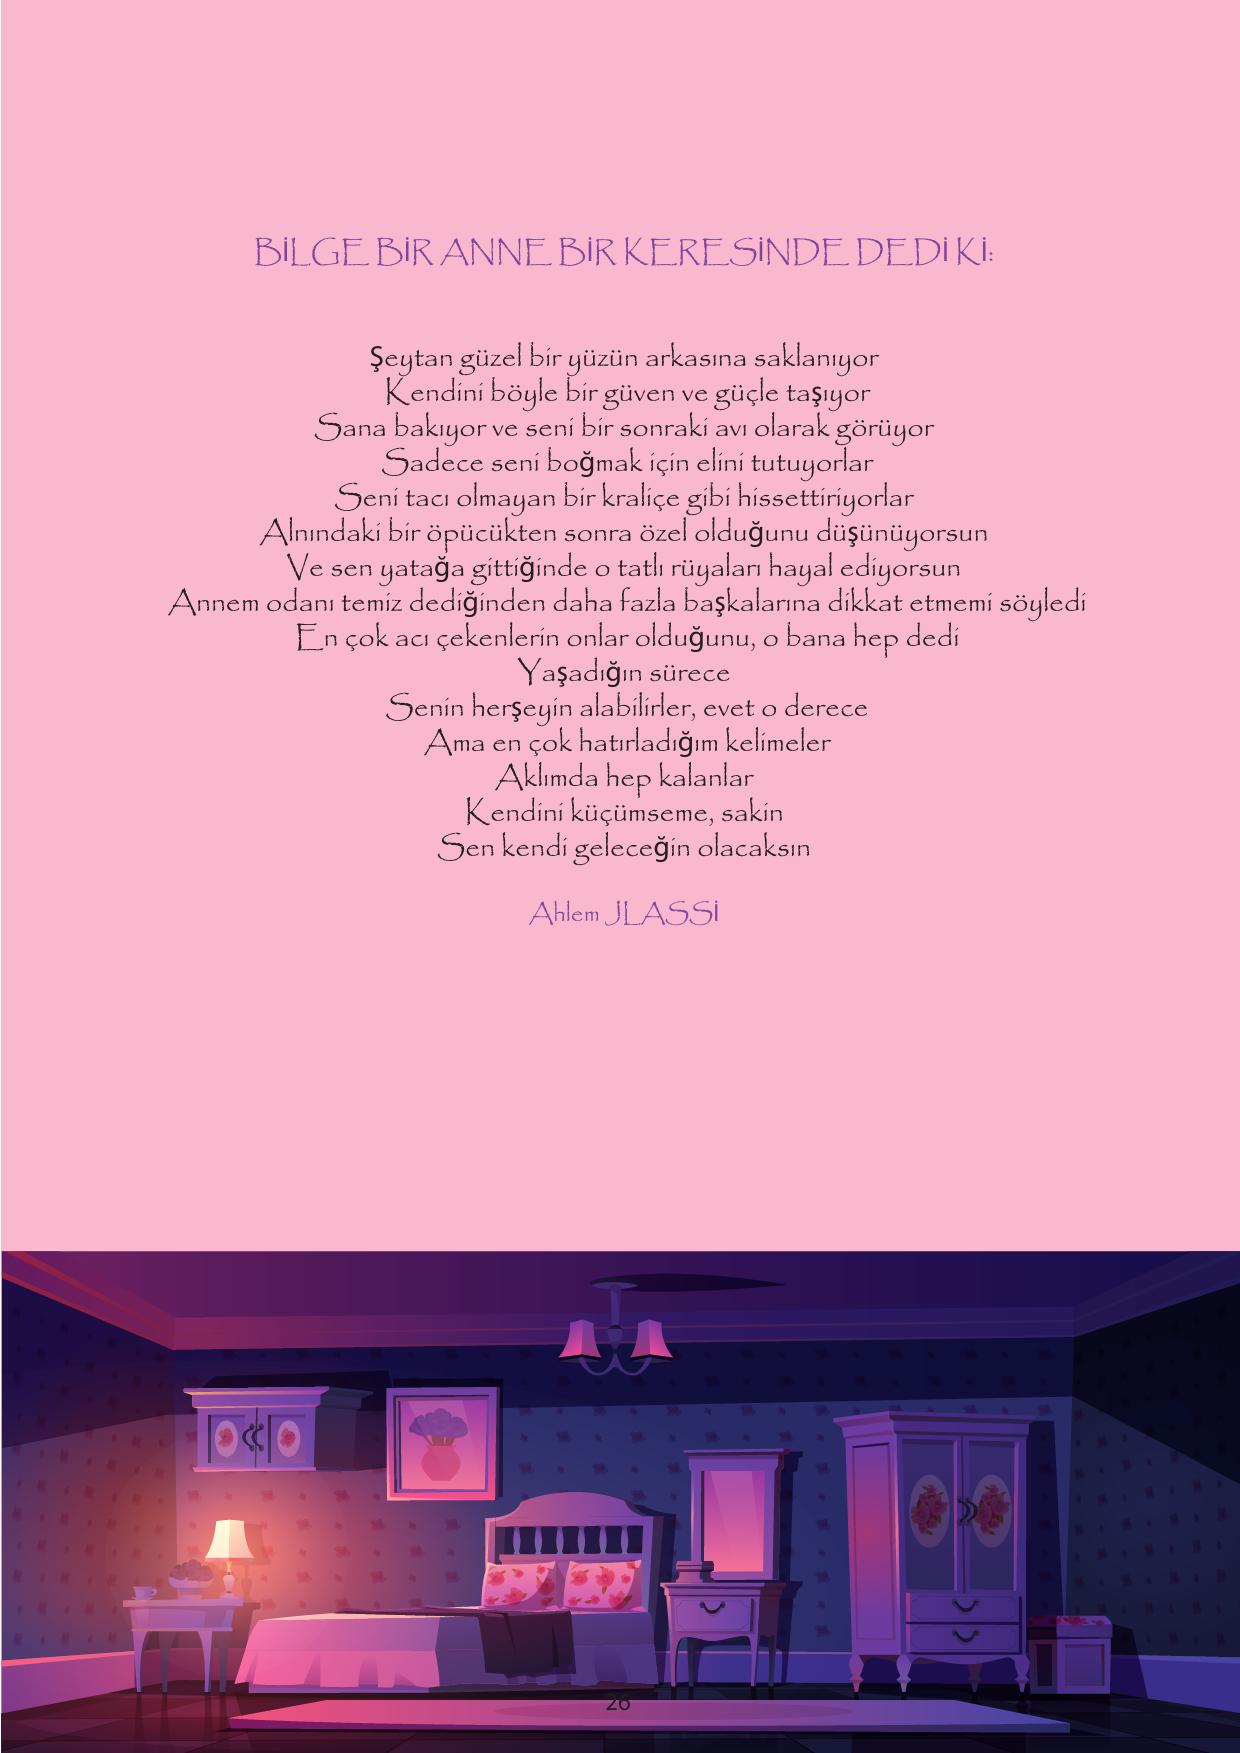 BİLGE BİR ANNE BİR KERESİNDE DEDİ Kİ:
Şeytan güzel bir yüzün arkasına saklanıyor
Kendini böyle bir güven ve güçle taşıyor
Sana bakıyor ve seni bir sonraki avı olarak görüyor
Sadece seni boğmak için elini tutuyorlar
Seni tacı olmayan bir kraliçe gibi hissettiriyorlar
Alnındaki bir öpücükten sonra özel olduğunu düşünüyorsun
Ve sen yatağa gittiğinde o tatlı rüyaları hayal ediyorsun
Annem odanı temiz dediğinden daha fazla başkalarına dikkat etmemi söyledi
En çok acı çekenlerin onlar olduğunu, o bana hep dedi
Yaşadığın sürece
Senin herşeyin alabilirler, evet o derece
Ama en çok hatırladığım kelimeler
Aklımda hep kalanlar
Kendini küçümseme, sakin
Sen kendi geleceğin olacaksın
Ahlem JLASSİ
26